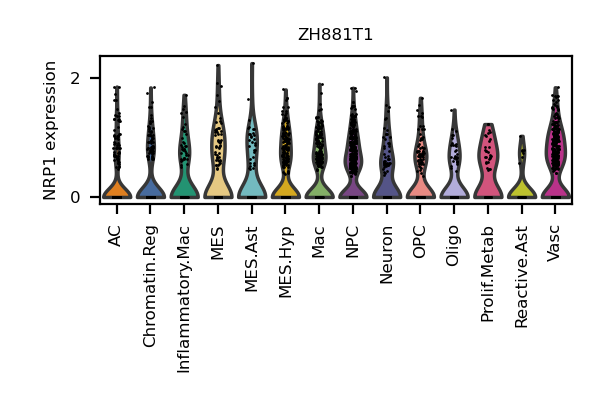 ZH881T1
NRP1 expression
2
0
AC
Chromatin.Reg
Inflammatory.Mac
MES
MES.Ast
MES.Hyp
Mac
NPC
Neuron
OPC
Oligo
Prolif.Metab
Reactive.Ast
Vasc